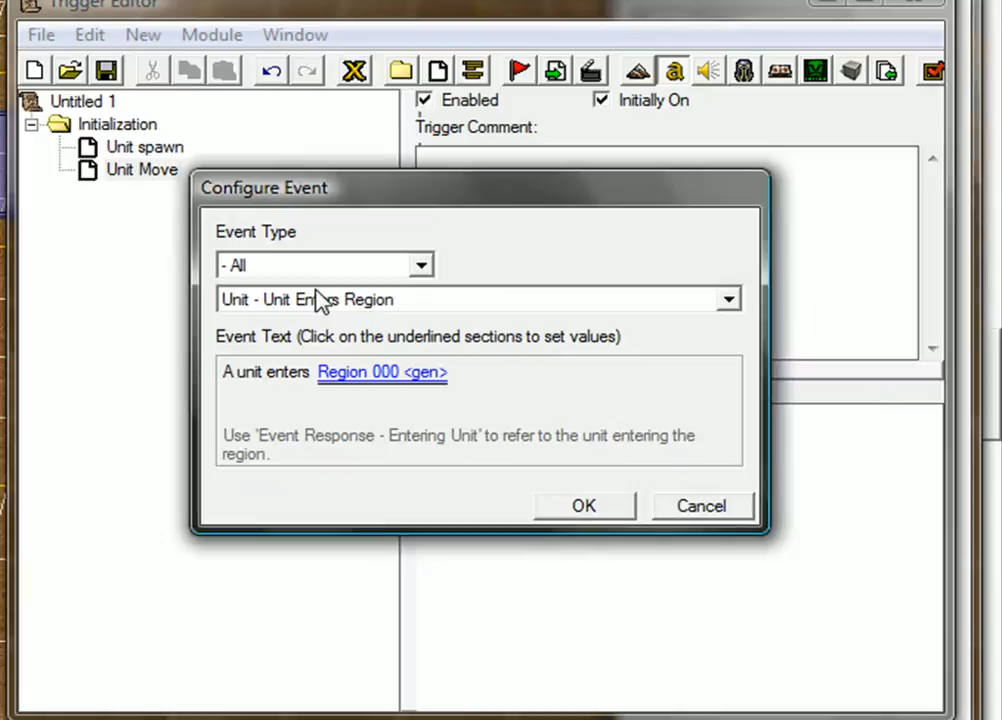 Trigger Editor
File Edit New Module Window
Untitled 1
Enabled Initially On
Initialization
Trigger Comment:
Unit spawn
Unit Move
Configure Event
Event Type
- All
Unit - Unit Enters Region
Event Text (Click on the underlined sections to set values)
A unit enters Region 000 <gen>
Use 'Event Response - Entering Unit' to refer to the unit entering the
region.
OK Cancel